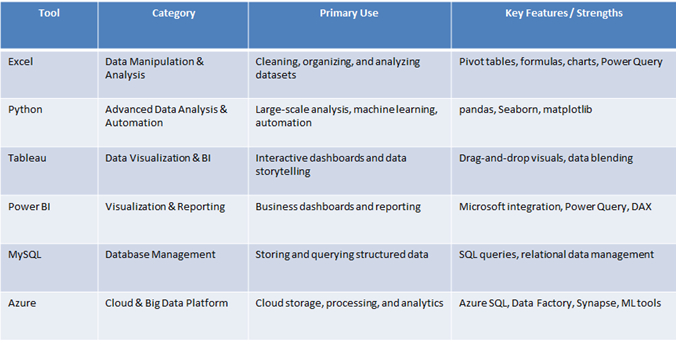 Tool Category Primary Use Key Features / Strengths
Excel Data Manipulation & Cleaning, organizing, and analyzing Pivot tables, formulas, charts, Power Query
Analysis datasets
Python Advanced Data Analysis & Large-scale analysis, machine learning, pandas, Seaborn, matplotlib
Automation automation
Tableau Data Visualization & BI Interactive dashboards and data Drag-and-drop visuals, data blending
storytelling
Power BI Visualization & Reporting Business dashboards and reporting Microsoft integration, Power Query, DAX
MySQL Database Management Storing and querying structured data SQL queries, relational data management
Azure Cloud & Big Data Platform Cloud storage, processing, and analytics Azure SQL, Data Factory, Synapse, ML tools